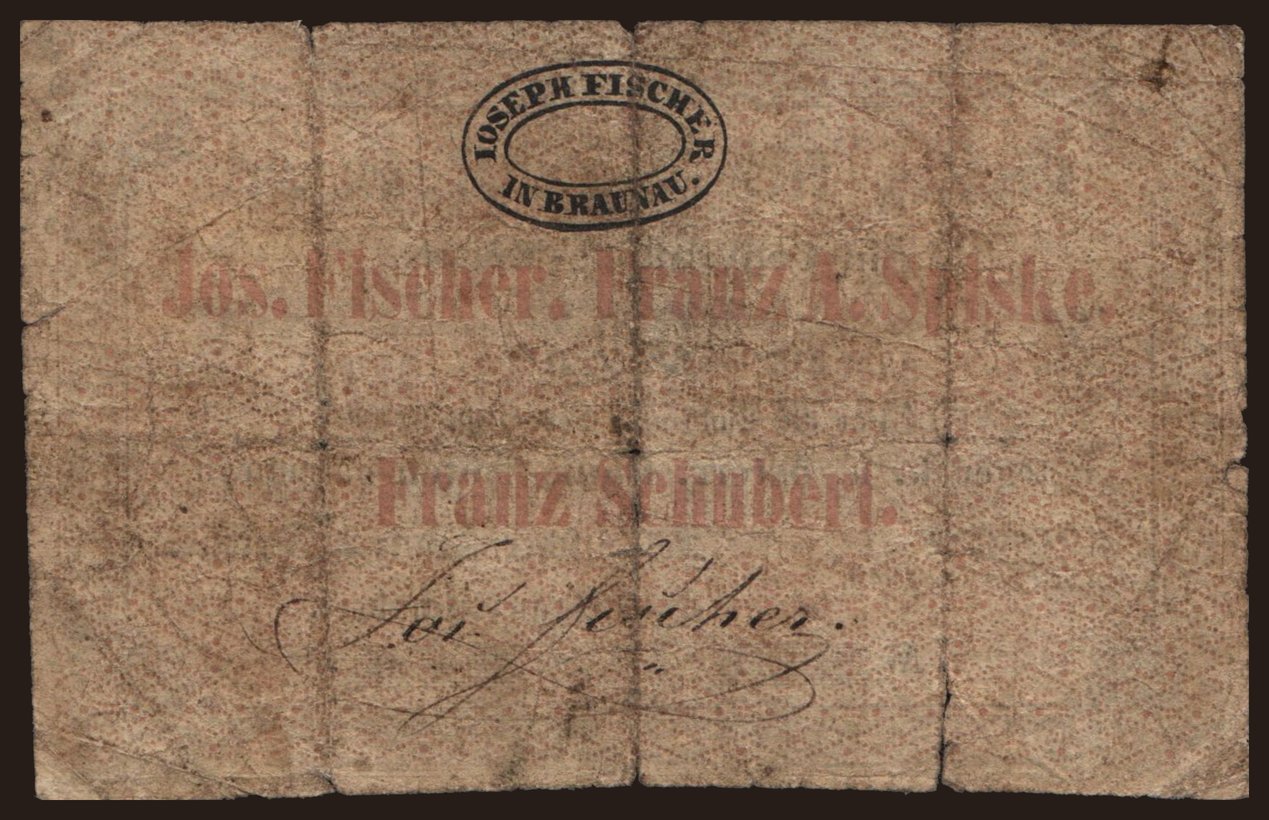 IOSEPH FISCHER
IN BRAUNAU.
Jos. Fischer. Franz A. Spiske.
Franz Schubert.
Jos. Fischer.